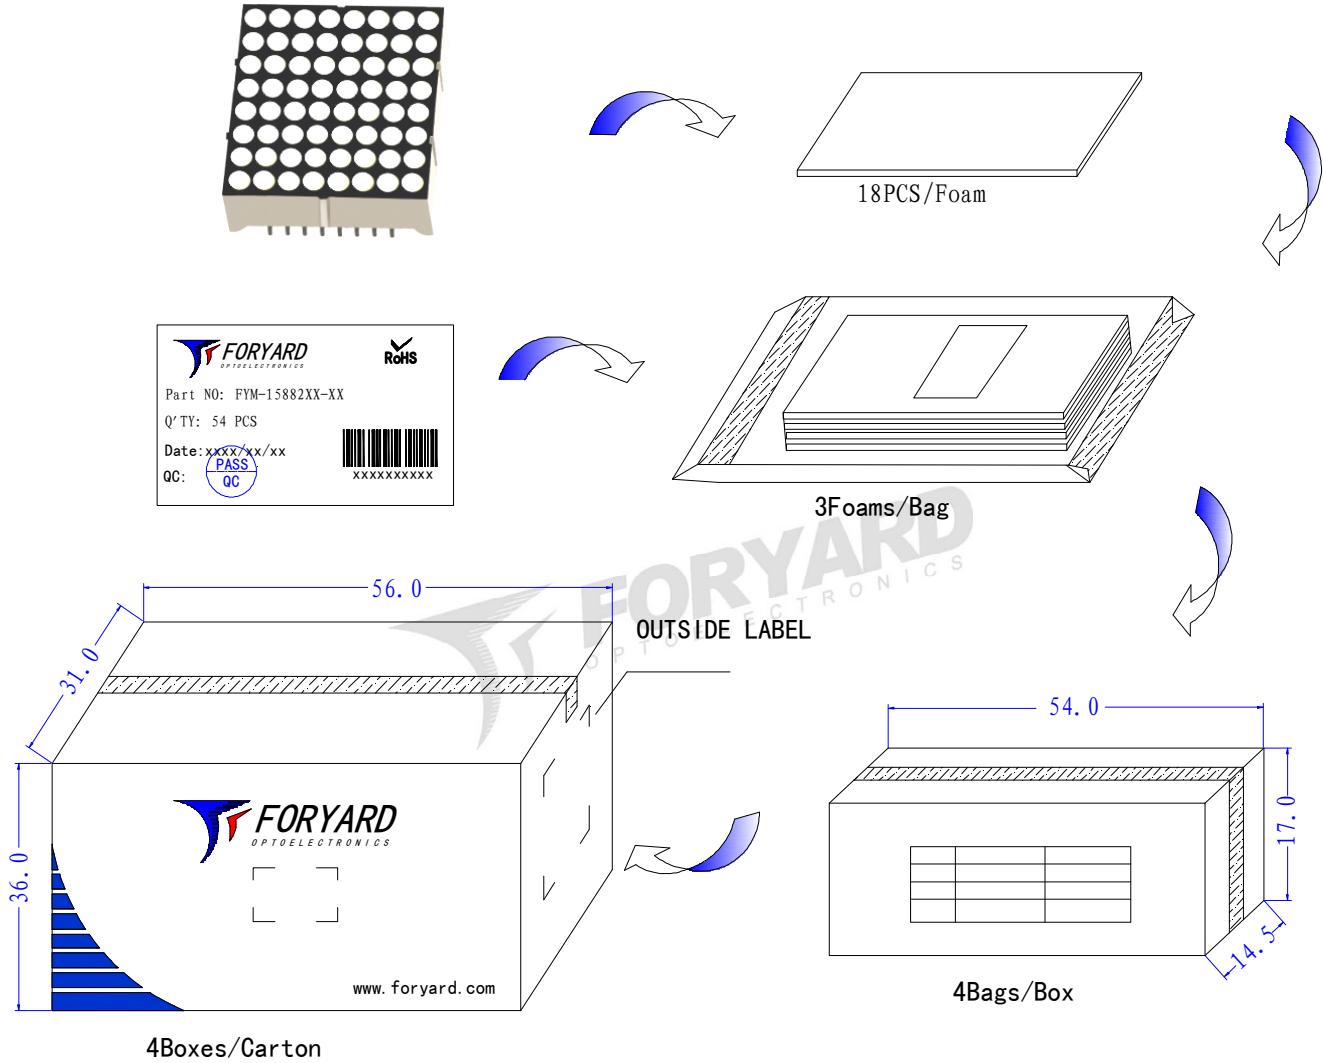 18PCS/Foam
FORYARD
OPTOELECTRONICS
RoHS
Part NO: FYM-15882XX-XX
Q'TY: 54 PCS
Date:xxxx/xx/xx
QC:
PASS
QC
xxxxxxxxxx
3Foams/Bag
FORYARD
OPTOELECTRONICS
56.0
31.0
36.0
OUTSIDE LABEL
FORYARD
OPTOELECTRONICS
www.foryard.com
4Boxes/Carton
54.0
17.0
14.5
4Bags/Box